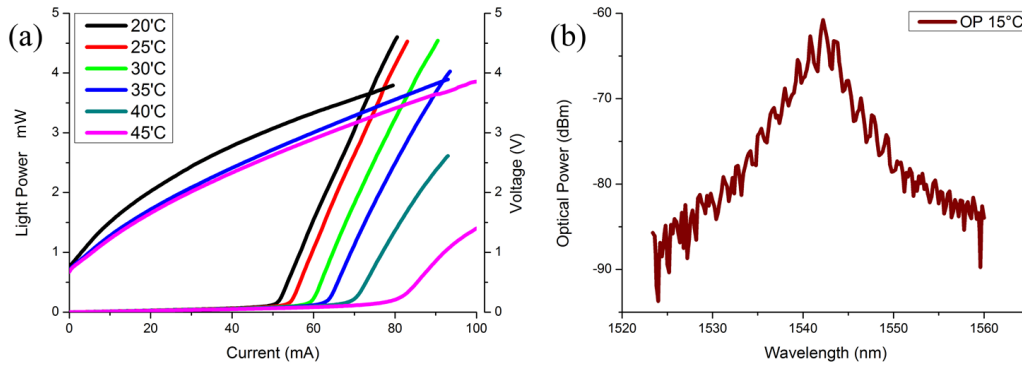 (a)
20'C
25'C
30'C
35'C
40'C
45'C
Light Power mW
5
4
3
2
1
0
0 20 40 60 80 100
Current (mA)
5
4
3
2
1
0
Voltage (V)
(b)
OP 15°C
Optical Power (dBm)
-60
-70
-80
-90
1520 1530 1540 1550 1560
Wavelength (nm)